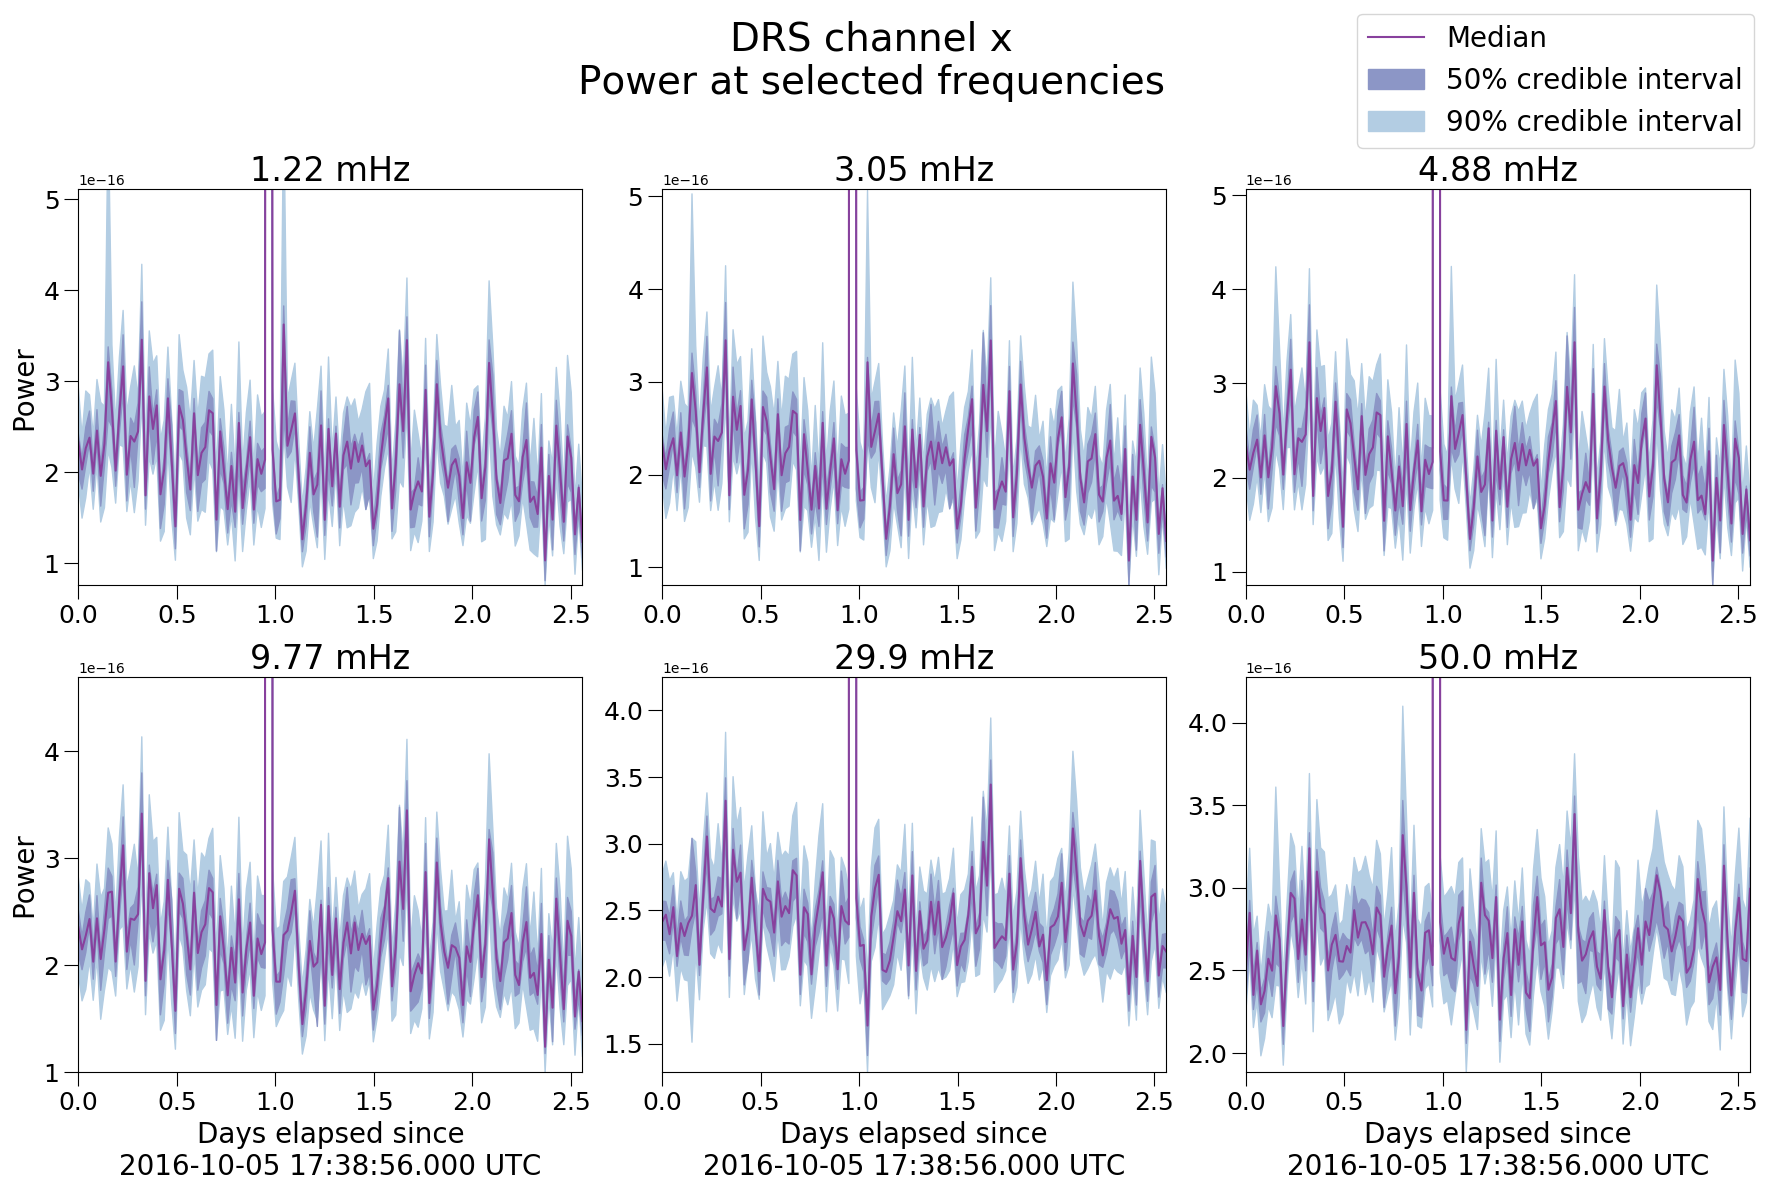 DRS channel x
Power at selected frequencies
Median
50% credible interval
90% credible interval
1.22 mHz
3.05 mHz
4.88 mHz
1e−16
1e−16
1e−16
5
4
3
2
1
Power
5
4
3
2
1
5
4
3
2
1
0.0 0.5 1.0 1.5 2.0 2.5
0.0 0.5 1.0 1.5 2.0 2.5
0.0 0.5 1.0 1.5 2.0 2.5
9.77 mHz
29.9 mHz
50.0 mHz
1e−16
1e−16
1e−16
4
3
2
1
Power
4.0
3.5
3.0
2.5
2.0
1.5
4.0
3.5
3.0
2.5
2.0
0.0 0.5 1.0 1.5 2.0 2.5
0.0 0.5 1.0 1.5 2.0 2.5
0.0 0.5 1.0 1.5 2.0 2.5
Days elapsed since
2016-10-05 17:38:56.000 UTC
Days elapsed since
2016-10-05 17:38:56.000 UTC
Days elapsed since
2016-10-05 17:38:56.000 UTC